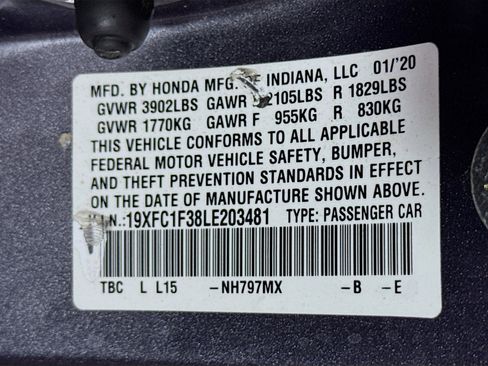 MFD. BY HONDA MFG. INDIANA, LLC 01/'20
GVWR 3902LBS GAWR 2105LBS R 1829LBS
GVWR 1770KG GAWR F 955KG R 830KG
THIS VEHICLE CONFORMS TO ALL APPLICABLE
FEDERAL MOTOR VEHICLE SAFETY, BUMPER,
AND THEFT PREVENTION STANDARDS IN EFFECT
ON THE DATE OF MANUFACTURE SHOWN ABOVE.
V.I.N.:19XFC1F38LE203481 TYPE: PASSENGER CAR
TBC L L15 -NH797MX -B -E